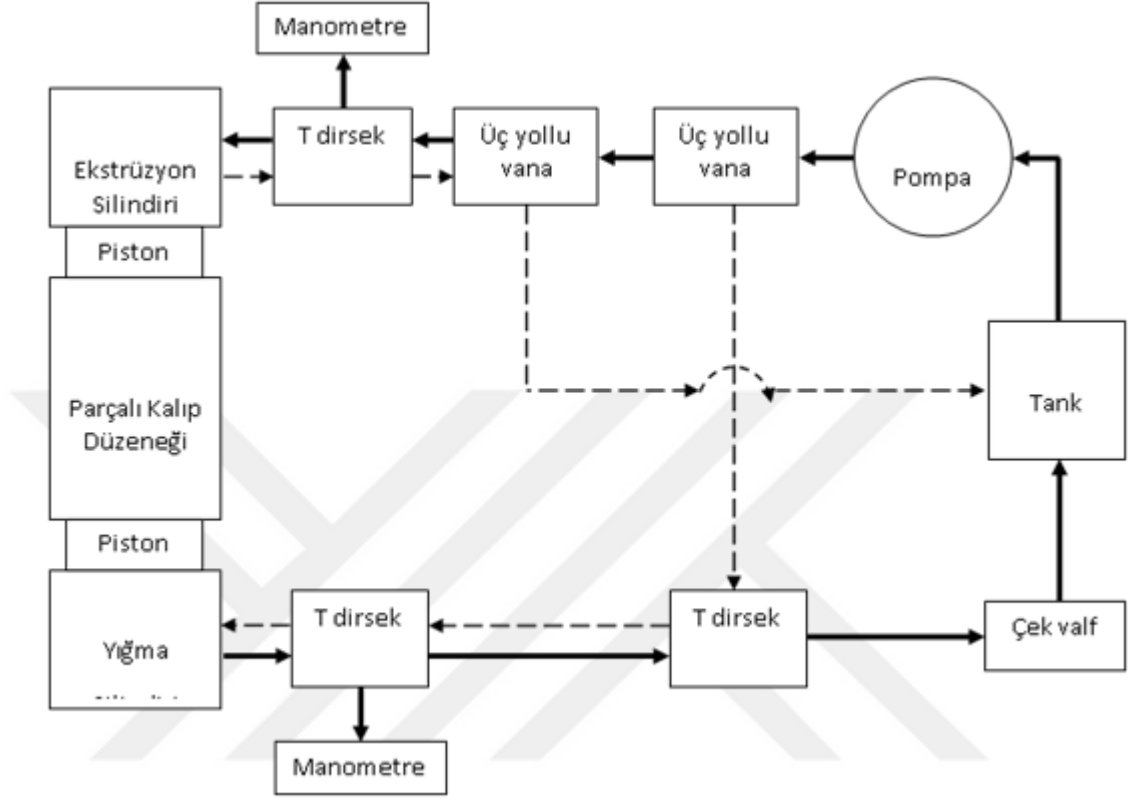 Manometre
T dirsek
Üç yollu
vana
Üç yollu
vana
Pompa
Ekstrüzyon
Silindiri
Piston
Parçalı Kalıp
Düzeneği
Tank
Piston
T dirsek
T dirsek
Çek valf
Yığma
Manometre